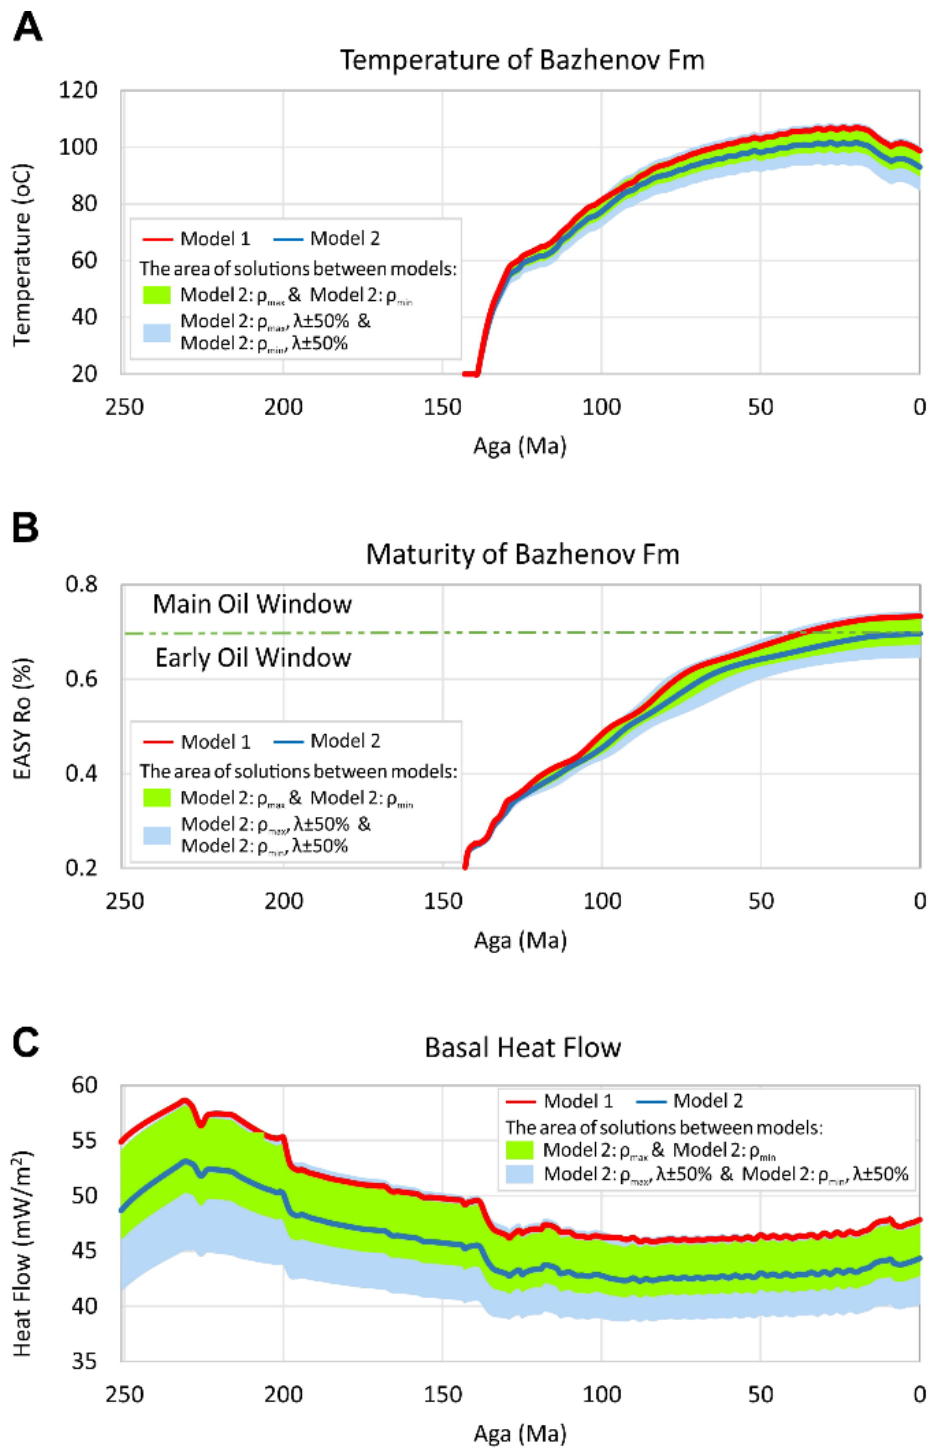 A
Temperature of Bazhenov Fm
Temperature (oC)
120
100
80
60
40
20
Model 1 Model 2
The area of solutions between models:
Model 2: ρmax & Model 2: ρmin
Model 2: ρmax, λ±50% &
Model 2: ρmin, λ±50%
250 200 150 100 50 0
Aga (Ma)
B
Maturity of Bazhenov Fm
EASY Ro (%)
0.8
0.6
0.4
0.2
Main Oil Window
Early Oil Window
Model 1 Model 2
The area of solutions between models:
Model 2: ρmax & Model 2: ρmin
Model 2: ρmax, λ±50% &
Model 2: ρmin, λ±50%
250 200 150 100 50 0
Aga (Ma)
C
Basal Heat Flow
Heat Flow (mW/m²)
60
55
50
45
40
35
Model 1 Model 2
The area of solutions between models:
Model 2: ρmax & Model 2: ρmin
Model 2: ρmax, λ±50% & Model 2: ρmin, λ±50%
250 200 150 100 50 0
Aga (Ma)